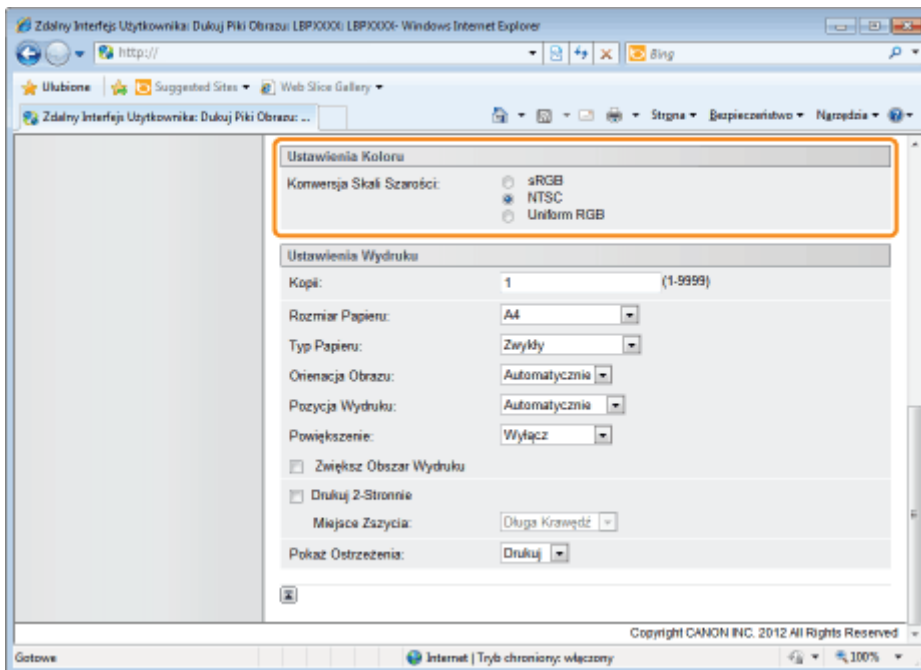 Zdalny Interfejs Użytkownika: Dukuj Piki Obrazu: LBPXXXX: LBPXXXX- Windows Internet Explorer
http:// Bing
Ulubione Suggested Sites Web Slice Gallery
Zdalny Interfejs Użytkownika: Dukuj Piki Obrazu: ... Strona Bezpieczeństwo Narzędzia
Ustawienia Koloru
Konwersja Skali Szarości: sRGB
NTSC
Uniform RGB
Ustawienia Wydruku
Kopii: 1 (1-9999)
Rozmiar Papieru: A4
Typ Papieru: Zwykły
Orienacja Obrazu: Automatycznie
Pozycja Wydruku: Automatycznie
Powiększenie: Wyłącz
Zwiększ Obszar Wydruku
Drukuj 2-Stronnie
Miejsce Zszycia: Długa Krawędź
Pokaż Ostrzeżenia: Drukuj
Copyright CANON INC. 2012 All Rights Reserved
Gotowe Internet | Tryb chroniony: włączony 100%